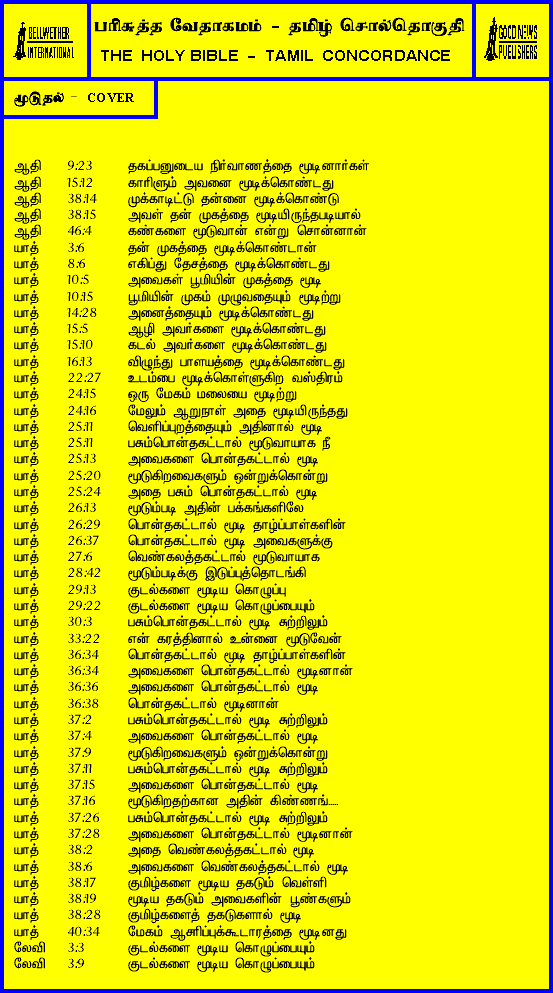 BELLWETHER INTERNATIONAL
பரிசுத்த வேதாகமம் - தமிழ் சொல்தொகுதி
THE HOLY BIBLE - TAMIL CONCORDANCE
GOOD NEWS PUBLISHERS
மூடுதல் - COVER
ஆதி 9:23 தகப்பனுடைய நிர்வாணத்தை மூடினார்கள்
ஆதி 15:12 காரிளும் அவனை மூடிக்கொண்டது
ஆதி 38:14 முக்காடிட்டு தன்னை மூடிக்கொண்டு
ஆதி 38:15 அவள் தன் முகத்தை மூடியிருந்தபடியால்
ஆதி 46:4 கண்களை மூடுவான் என்று சொன்னான்
யாத் 3:6 தன் முகத்தை மூடிக்கொண்டான்
யாத் 8:6 எகிப்து தேசத்தை மூடிக்கொண்டது
யாத் 10:5 அவைகள் பூமியின் முகத்தை மூடி
யாத் 10:15 பூமியின் முகம் முழுவதையும் மூடிற்று
யாத் 14:28 அனைத்தையும் மூடிக்கொண்டது
யாத் 15:5 ஆழி அவர்களை மூடிக்கொண்டது
யாத் 15:10 கடல் அவர்களை மூடிக்கொண்டது
யாத் 16:13 விழுந்து பாளயத்தை மூடிக்கொண்டது
யாத் 22:27 உடம்பை மூடிக்கொள்ளுகிற வஸ்திரம்
யாத் 24:15 ஒரு மேகம் மலையை மூடிற்று
யாத் 24:16 மேலும் ஆறுநாள் அதை மூடியிருந்தது
யாத் 25:11 வெளிப்புறத்தையும் அதினால் மூடி
யாத் 25:11 பசும்பொன்தகட்டால் மூடுவாயாக நீ
யாத் 25:13 அவைகளை பொன்தகட்டால் மூடி
யாத் 25:20 மூடுகிறவைகளும் ஒன்றுக்கொன்று
யாத் 25:24 அதை பசும் பொன்தகட்டால் மூடி
யாத் 26:13 மூடும்படி அதின் பக்கங்களிலே
யாத் 26:29 பொன்தகட்டால் மூடி தாழ்ப்பாள்களின்
யாத் 26:37 பொன்தகட்டால் மூடி அவைகளுக்கு
யாத் 27:6 வெண்கலத்தகட்டால் மூடுவாயாக
யாத் 28:42 மூடும்படிக்கு இடுப்புத்தொடங்கி
யாத் 29:13 குடல்களை மூடிய கொழுப்பு
யாத் 29:22 குடல்களை மூடிய கொழுப்பையும்
யாத் 30:3 பசும்பொன்தகட்டால் மூடி சுற்றிலும்
யாத் 33:22 என் கரத்தினால் உன்னை மூடுவேன்
யாத் 36:34 பொன்தகட்டால் மூடி தாழ்ப்பாள்களின்
யாத் 36:34 அவைகளை பொன்தகட்டால் மூடினான்
யாத் 36:36 அவைகளை பொன்தகட்டால் மூடி
யாத் 36:38 பொன்தகட்டால் மூடினான்
யாத் 37:2 பசும்பொன்தகட்டால் மூடி சுற்றிலும்
யாத் 37:4 அவைகளை பொன்தகட்டால் மூடி
யாத் 37:9 மூடுகிறவைகளும் ஒன்றுக்கொன்று
யாத் 37:11 பசும்பொன்தகட்டால் மூடி சுற்றிலும்
யாத் 37:15 அவைகளை பொன்தகட்டால் மூடி
யாத் 37:16 மூடுகிறதற்கான அதின் கிண்ணங்.....
யாத் 37:26 பசும்பொன்தகட்டால் மூடி சுற்றிலும்
யாத் 37:28 அவைகளை பொன்தகட்டால் மூடினான்
யாத் 38:2 அதை வெண்கலத்தகட்டால் மூடி
யாத் 38:6 அவைகளை வெண்கலத்தகட்டால் மூடி
யாத் 38:17 குமிழ்களை மூடிய தகடும் வெள்ளி
யாத் 38:19 மூடிய தகடும் அவைகளின் பூண்களும்
யாத் 38:28 குமிழ்களைத் தகடுகளால் மூடி
யாத் 40:34 மேகம் ஆசரிப்புக்கூடாரத்தை மூடினது
லேவி 3:3 குடல்களை மூடிய கொழுப்பையும்
லேவி 3:9 குடல்களை மூடிய கொழுப்பையும்